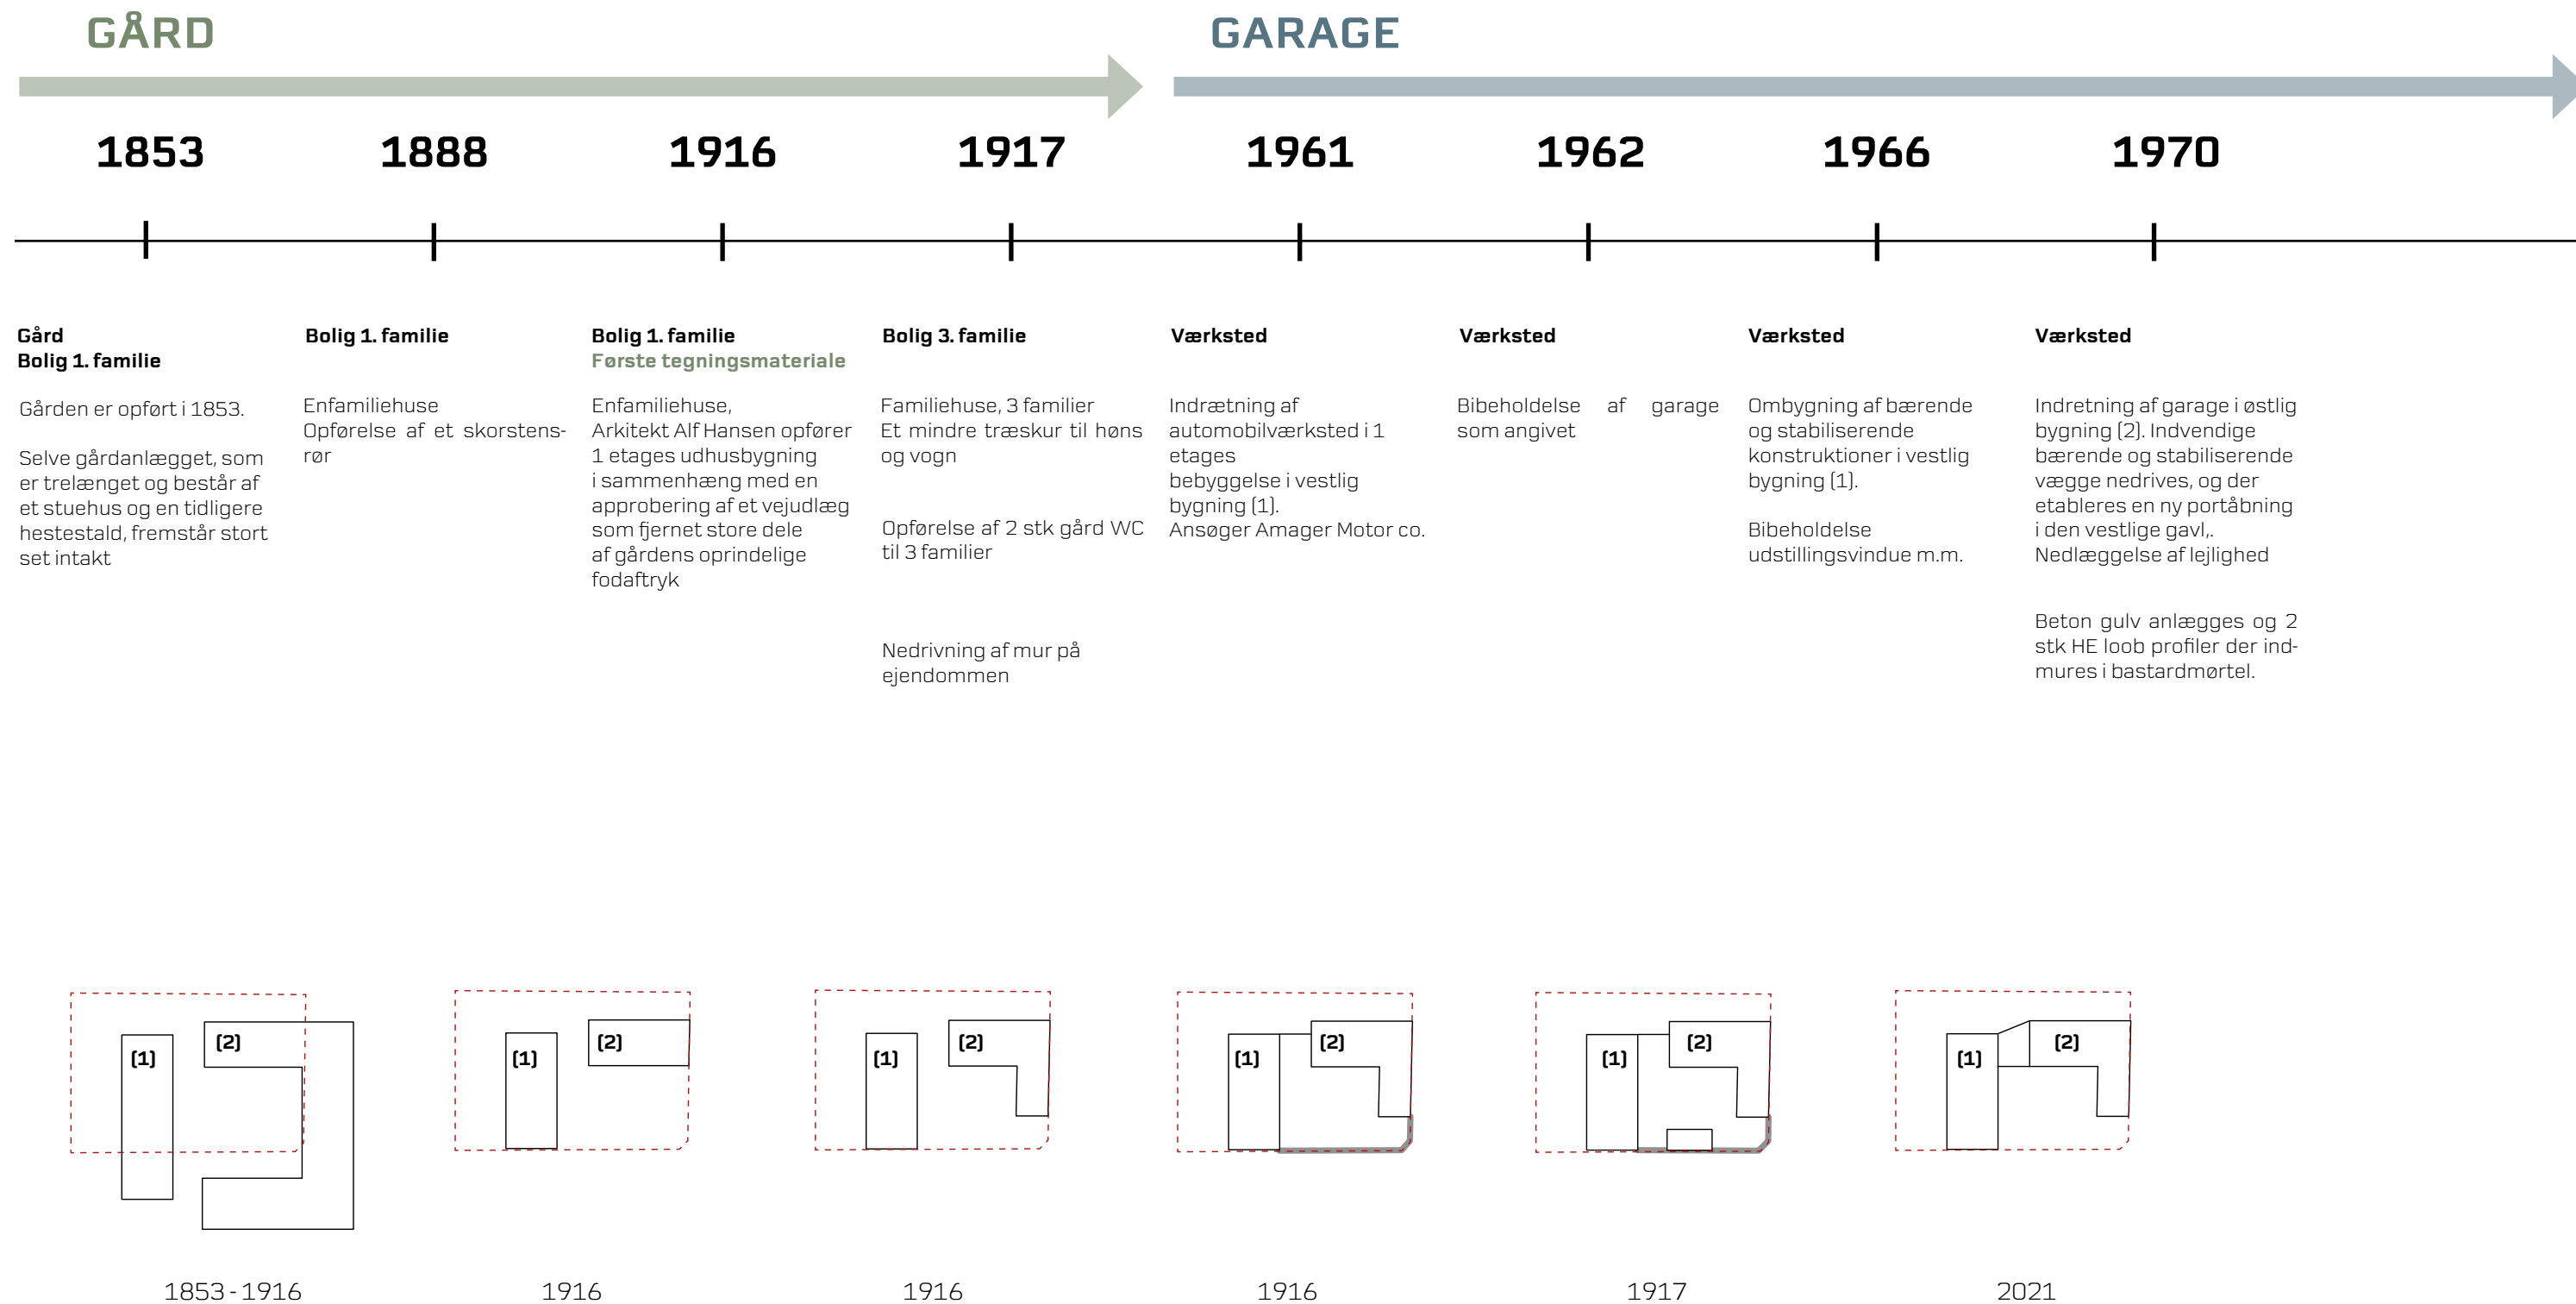 GÅRD
GARAGE
1853
1888
1916
1917
1961
1962
1966
1970
Gård
Bolig 1. familie
Gården er opført i 1853.
Selve gårdanlægget, som
er trelænget og består af
et stuehus og en tidligere
hestestald, fremstår stort
set intakt
Bolig 1. familie
Enfamiliehuse
Opførelse af et skorstens-
rør
Bolig 1. familie
Første tegningsmateriale
Enfamiliehuse,
Arkitekt Alf Hansen opfører
1 etages udhusbygning
i sammenhæng med en
approbering af et vejudlæg
som fjernet store dele
af gårdens oprindelige
fodaftryk
Bolig 3. familie
Familiehuse, 3 familier
Et mindre træskur til høns
og vogn
Opførelse af 2 stk gård WC
til 3 familier
Nedrivning af mur på
ejendommen
Værksted
Indrætning af
automobilværksted i 1
etages
bebyggelse i vestlig
bygning (1).
Ansøger Amager Motor co.
Værksted
Bibeholdelse af garage
som angivet
Værksted
Ombygning af bærende
og stabiliserende
konstruktioner i vestlig
bygning (1).
Bibeholdelse
udstillingsvindue m.m.
Værksted
Indretning af garage i østlig
bygning (2). Indvendige
bærende og stabiliserende
vægge nedrives, og der
etableres en ny portåbning
i den vestlige gavl,.
Nedlæggelse af lejlighed
Beton gulv anlægges og 2
stk HE loob profiler der ind-
mures i bastardmørtel.
(1)
(2)
(1)
(2)
(1)
(2)
(1)
(2)
(1)
(2)
(1)
(2)
1853 - 1916
1916
1916
1916
1917
2021